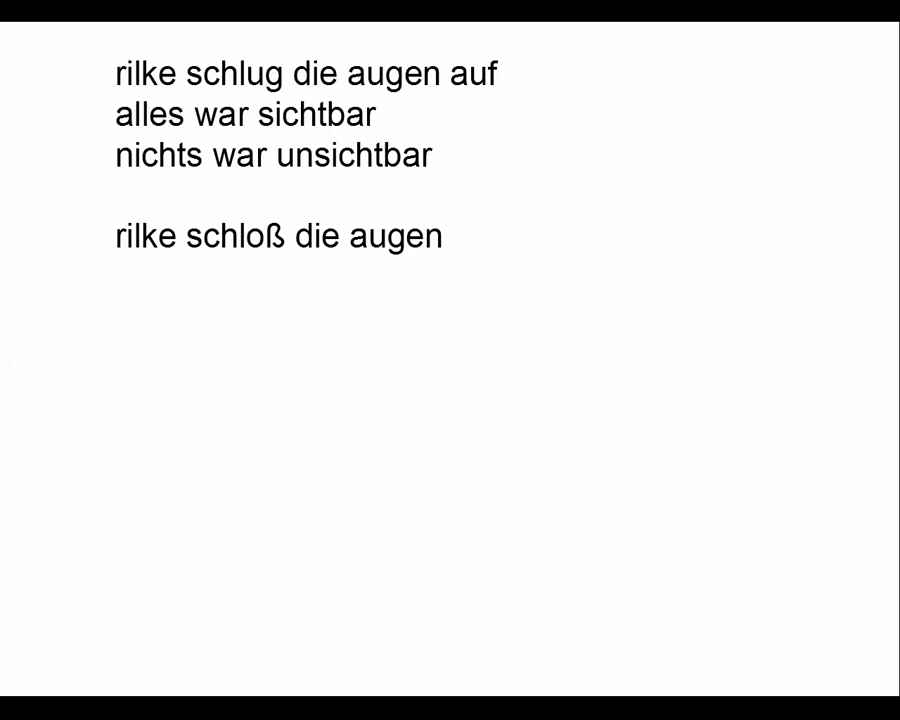 rilke schlug die augen auf
alles war sichtbar
nichts war unsichtbar
rilke schloß die augen